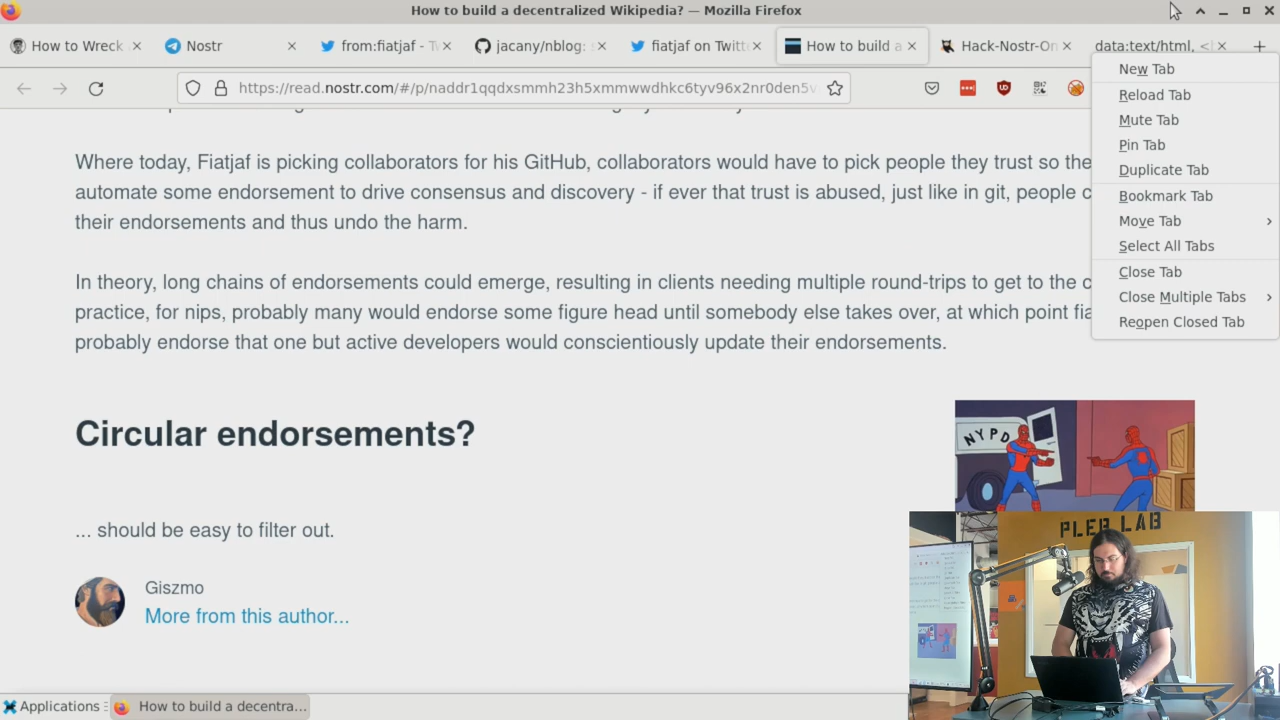 How to build a decentralized Wikipedia? — Mozilla Firefox
How to Wreck
Nostr
from:fiatjaf - Tw
jacany/nblog:
fiatjaf on Twitte
How to build a
Hack-Nostr-On
data:text/html, <
https://read.nostr.com/#/p/naddr1qqdxsmmh23h5xmmwwdhkc6tyv96x2nr0den5v
New Tab
Reload Tab
Mute Tab
Pin Tab
Duplicate Tab
Bookmark Tab
Move Tab
Select All Tabs
Close Tab
Close Multiple Tabs
Reopen Closed Tab
Where today, Fiatjaf is picking collaborators for his GitHub, collaborators would have to pick people they trust so the
automate some endorsement to drive consensus and discovery - if ever that trust is abused, just like in git, people c
their endorsements and thus undo the harm.
In theory, long chains of endorsements could emerge, resulting in clients needing multiple round-trips to get to the c
practice, for nips, probably many would endorse some figure head until somebody else takes over, at which point fia
probably endorse that one but active developers would conscientiously update their endorsements.
Circular endorsements?
NYPD
... should be easy to filter out.
Giszmo
More from this author...
PLEB LAB
Applications
How to build a decentra...